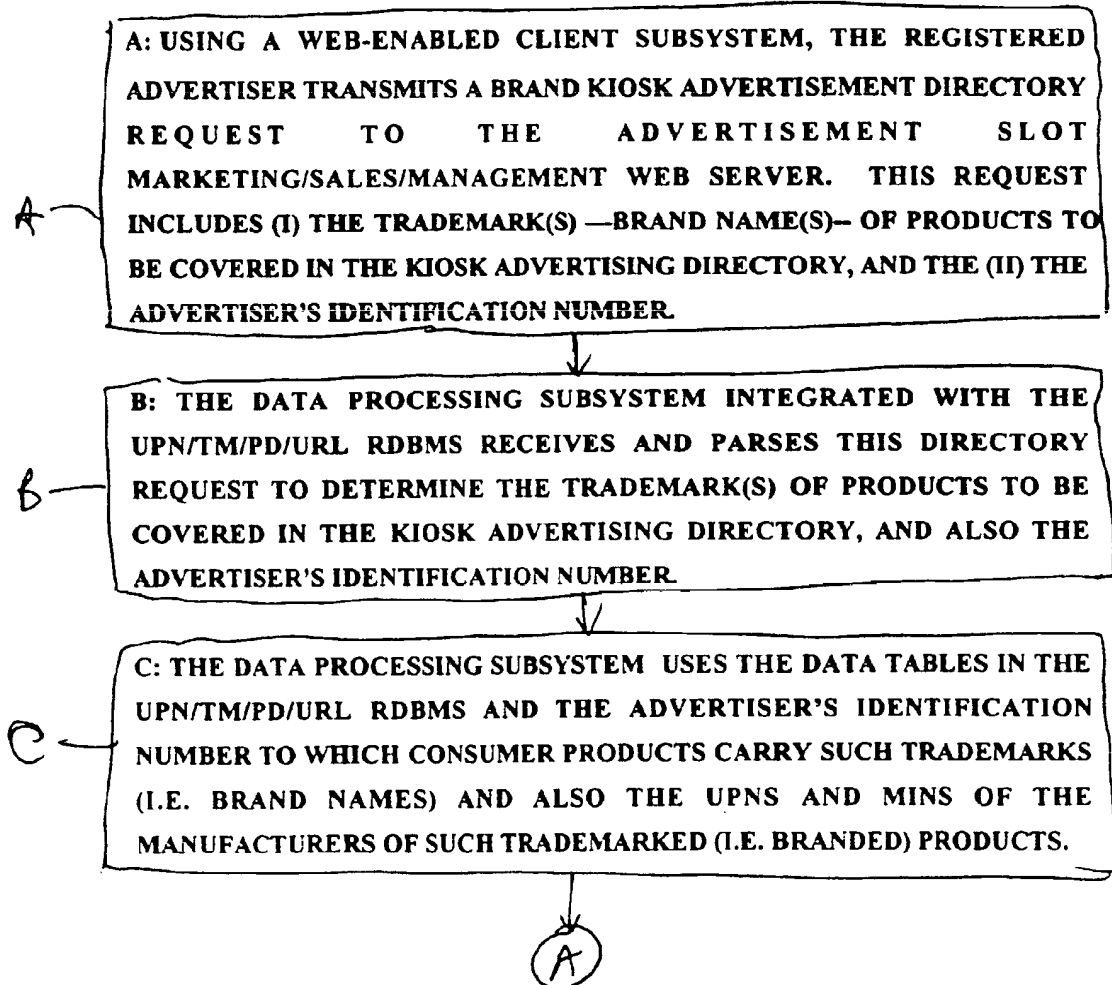 A: USING A WEB-ENABLED CLIENT SUBSYSTEM, THE REGISTERED
ADVERTISER TRANSMITS A BRAND KIOSK ADVERTISEMENT DIRECTORY
REQUEST TO THE ADVERTISEMENT SLOT
MARKETING/SALES/MANAGEMENT WEB SERVER. THIS REQUEST
A
INCLUDES (I) THE TRADEMARK(S) —BRAND NAME(S)– OF PRODUCTS TO
BE COVERED IN THE KIOSK ADVERTISING DIRECTORY, AND THE (II) THE
ADVERTISER'S IDENTIFICATION NUMBER.
B: THE DATA PROCESSING SUBSYSTEM INTEGRATED WITH THE
UPN/TM/PD/URL RDBMS RECEIVES AND PARSES THIS DIRECTORY
B
REQUEST TO DETERMINE THE TRADEMARK(S) OF PRODUCTS TO BE
COVERED IN THE KIOSK ADVERTISING DIRECTORY, AND ALSO THE
ADVERTISER'S IDENTIFICATION NUMBER.
C: THE DATA PROCESSING SUBSYSTEM USES THE DATA TABLES IN THE
UPN/TM/PD/URL RDBMS AND THE ADVERTISER'S IDENTIFICATION
C
NUMBER TO WHICH CONSUMER PRODUCTS CARRY SUCH TRADEMARKS
(I.E. BRAND NAMES) AND ALSO THE UPNS AND MINS OF THE
MANUFACTURERS OF SUCH TRADEMARKED (I.E. BRANDED) PRODUCTS.
A